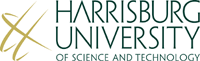 HARRISBURG
UNIVERSITY
OF SCIENCE AND TECHNOLOGY